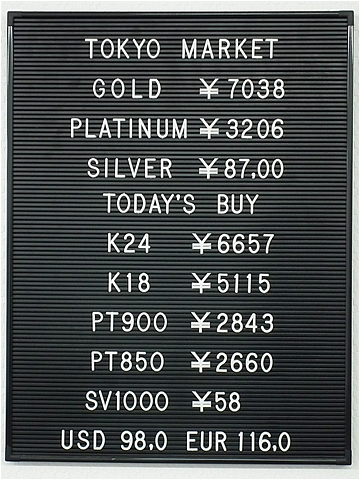 TOKYO MARKET
GOLD ¥7038
PLATINUM ¥3206
SILVER ¥87.00
TODAY'S BUY
K24 ¥6657
K18 ¥5115
PT900 ¥2843
PT850 ¥2660
SV1000 ¥58
USD 98.0 EUR 116.0